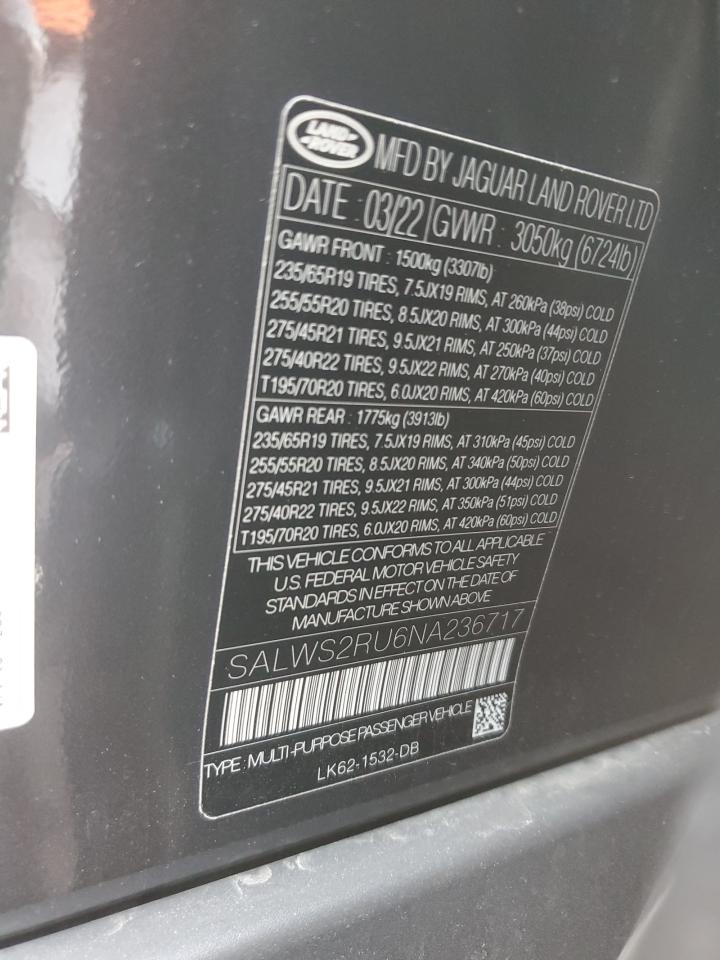 LAND ROVER MFD BY JAGUAR LAND ROVER LTD
DATE : 03/22 GVWR : 3050kg (6724lb)
GAWR FRONT : 1500kg (3307lb)
235/65R19 TIRES, 7.5JX19 RIMS, AT 260kPa (38psi) COLD
255/55R20 TIRES, 8.5JX20 RIMS, AT 300kPa (44psi) COLD
275/45R21 TIRES, 9.5JX21 RIMS, AT 250kPa (37psi) COLD
275/40R22 TIRES, 9.5JX22 RIMS, AT 270kPa (40psi) COLD
T195/70R20 TIRES, 6.0JX20 RIMS, AT 420kPa (60psi) COLD
GAWR REAR : 1775kg (3913lb)
235/65R19 TIRES, 7.5JX19 RIMS, AT 310kPa (45psi) COLD
255/55R20 TIRES, 8.5JX20 RIMS, AT 340kPa (50psi) COLD
275/45R21 TIRES, 9.5JX21 RIMS, AT 300kPa (44psi) COLD
275/40R22 TIRES, 9.5JX22 RIMS, AT 350kPa (51psi) COLD
T195/70R20 TIRES, 6.0JX20 RIMS, AT 420kPa (60psi) COLD
THIS VEHICLE CONFORMS TO ALL APPLICABLE
U.S. FEDERAL MOTOR VEHICLE SAFETY
STANDARDS IN EFFECT ON THE DATE OF
MANUFACTURE SHOWN ABOVE
SALWS2RU6NA236717
TYPE : MULTI-PURPOSE PASSENGER VEHICLE
LK62-1532-DB